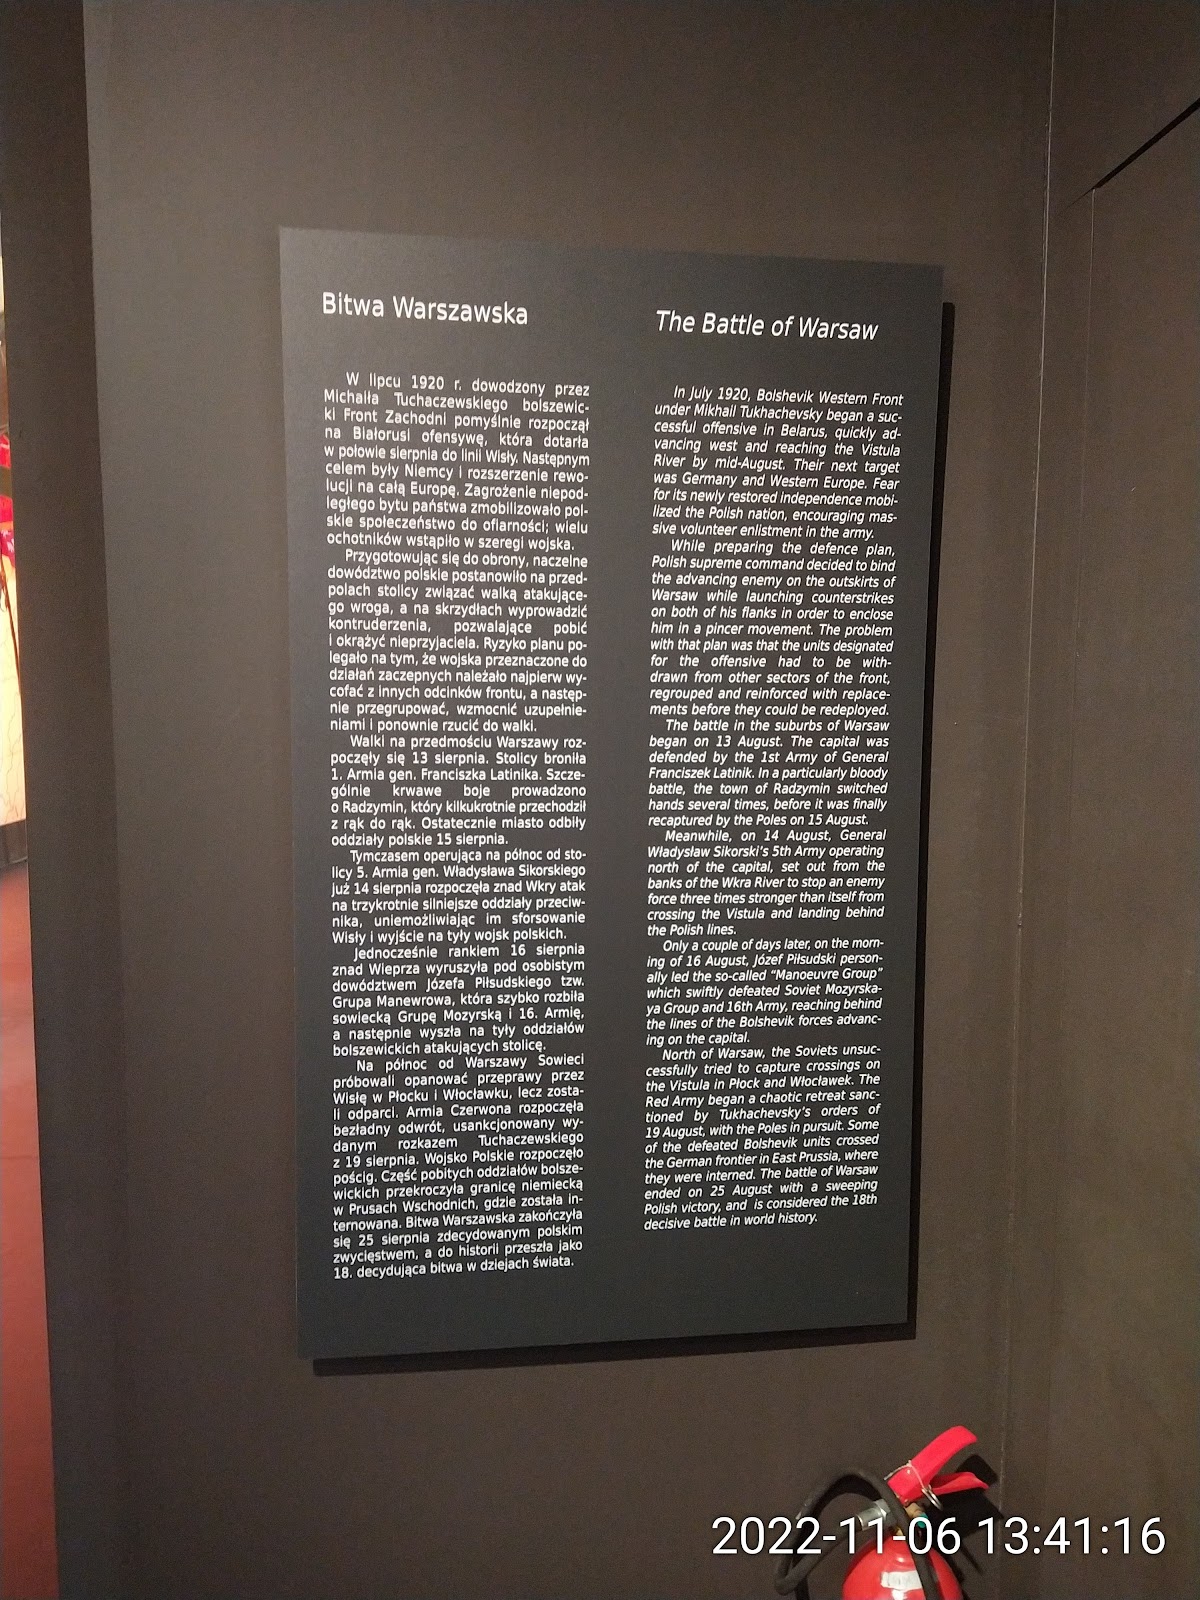 Bitwa Warszawska
W lipcu 1920 r. dowodzony przez
Michaiła Tuchaczewskiego bolszewic-
ki Front Zachodni pomyślnie rozpoczął
na Białorusi ofensywę, która dotarła
w połowie sierpnia do linii Wisły. Następnym
celem były Niemcy i rozszerzenie rewo-
lucji na całą Europę. Zagrożenie niepod-
ległego bytu państwa zmobilizowało pol-
skie społeczeństwo do ofiarności; wielu
ochotników wstąpiło w szeregi wojska.
Przygotowując się do obrony, naczelne
dowództwo polskie postanowiło na przed-
polach stolicy związać walką atakujące-
go wroga, a na skrzydłach wyprowadzić
kontruderzenia, pozwalające pobić
i okrążyć nieprzyjaciela. Ryzyko planu po-
legało na tym, że wojska przeznaczone do
działań zaczepnych należało najpierw wy-
cofać z innych odcinków frontu, a następ-
nie przegrupować, wzmocnić uzupełnie-
niami i ponownie rzucić do walki.
Walki na przedmościu Warszawy roz-
poczęły się 13 sierpnia. Stolicy broniła
1. Armia gen. Franciszka Latinika. Szcze-
gólnie krwawe boje prowadzono
o Radzymin, który kilkukrotnie przechodził
z rąk do rąk. Ostatecznie miasto odbiły
oddziały polskie 15 sierpnia.
Tymczasem operująca na północ od sto-
licy 5. Armia gen. Władysława Sikorskiego
już 14 sierpnia rozpoczęła znad Wkry atak
na trzykrotnie silniejsze oddziały przeciw-
nika, uniemożliwiając im sforsowanie
Wisły i wyjście na tyły wojsk polskich.
Jednocześnie rankiem 16 sierpnia
znad Wieprza wyruszyła pod osobistym
dowództwem Józefa Piłsudskiego tzw.
Grupa Manewrowa, która szybko rozbiła
sowiecką Grupę Mozyrską i 16. Armię,
a następnie wyszła na tyły oddziałów
bolszewickich atakujących stolicę.
Na północ od Warszawy Sowieci
próbowali opanować przeprawy przez
Wisłę w Płocku i Włocławku, lecz zosta-
li odparci. Armia Czerwona rozpoczęła
bezładny odwrót, usankcjonowany wy-
danym rozkazem Tuchaczewskiego
z 19 sierpnia. Wojsko Polskie rozpoczęło
pościg. Część pobitych oddziałów bolsze-
wickich przekroczyła granicę niemiecką
w Prusach Wschodnich, gdzie została in-
ternowana. Bitwa Warszawska zakończyła
się 25 sierpnia zdecydowanym polskim
zwycięstwem, a do historii przeszła jako
18. decydująca bitwa w dziejach świata.
The Battle of Warsaw
In July 1920, Bolshevik Western Front
under Mikhail Tukhachevsky began a suc-
cessful offensive in Belarus, quickly ad-
vancing west and reaching the Vistula
River by mid-August. Their next target
was Germany and Western Europe. Fear
for its newly restored independence mobi-
lized the Polish nation, encouraging mas-
sive volunteer enlistment in the army.
While preparing the defence plan,
Polish supreme command decided to bind
the advancing enemy on the outskirts of
Warsaw while launching counterstrikes
on both of his flanks in order to enclose
him in a pincer movement. The problem
with that plan was that the units designated
for the offensive had to be with-
drawn from other sectors of the front,
regrouped and reinforced with replace-
ments before they could be redeployed.
The battle in the suburbs of Warsaw
began on 13 August. The capital was
defended by the 1st Army of General
Franciszek Latinik. In a particularly bloody
battle, the town of Radzymin switched
hands several times, before it was finally
recaptured by the Poles on 15 August.
Meanwhile, on 14 August, General
Władysław Sikorski's 5th Army operating
north of the capital, set out from the
banks of the Wkra River to stop an enemy
force three times stronger than itself from
crossing the Vistula and landing behind
the Polish lines.
Only a couple of days later, on the morn-
ing of 16 August, Józef Piłsudski person-
ally led the so-called "Manoeuvre Group"
which swiftly defeated Soviet Mozyrska-
ya Group and 16th Army, reaching behind
the lines of the Bolshevik forces advanc-
ing on the capital.
North of Warsaw, the Soviets unsuc-
cessfully tried to capture crossings on
the Vistula in Płock and Włocławek. The
Red Army began a chaotic retreat sanc-
tioned by Tukhachevsky's orders of
19 August, with the Poles in pursuit. Some
of the defeated Bolshevik units crossed
the German frontier in East Prussia, where
they were interned. The battle of Warsaw
ended on 25 August with a sweeping
Polish victory, and is considered the 18th
decisive battle in world history.
2022-11-06 13:41:16